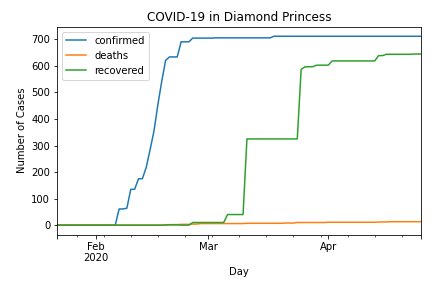 COVID-19 in Diamond Princess
confirmed
deaths
recovered
Number of Cases
700
600
500
400
300
200
100
0
Feb
2020
Mar
Apr
Day